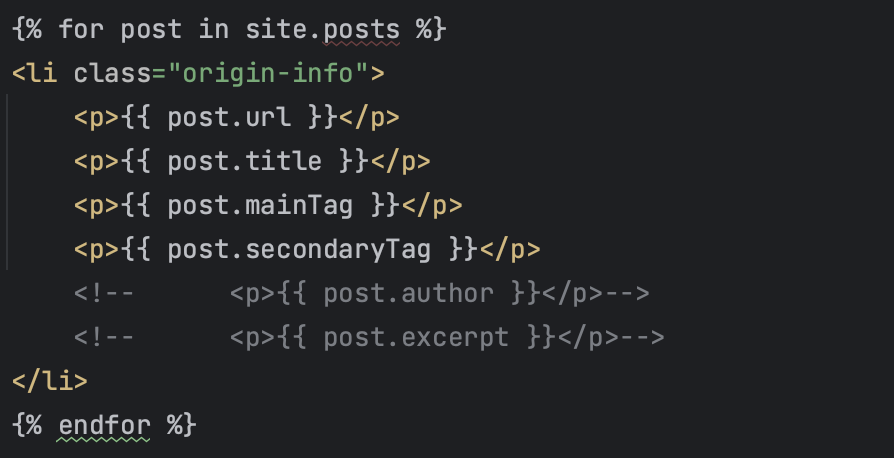 {% for post in site.posts %}
<li class="origin-info">
    <p>{{ post.url }}</p>
    <p>{{ post.title }}</p>
    <p>{{ post.mainTag }}</p>
    <p>{{ post.secondaryTag }}</p>
    <!--      <p>{{ post.author }}</p>-->
    <!--      <p>{{ post.excerpt }}</p>-->
</li>
{% endfor %}